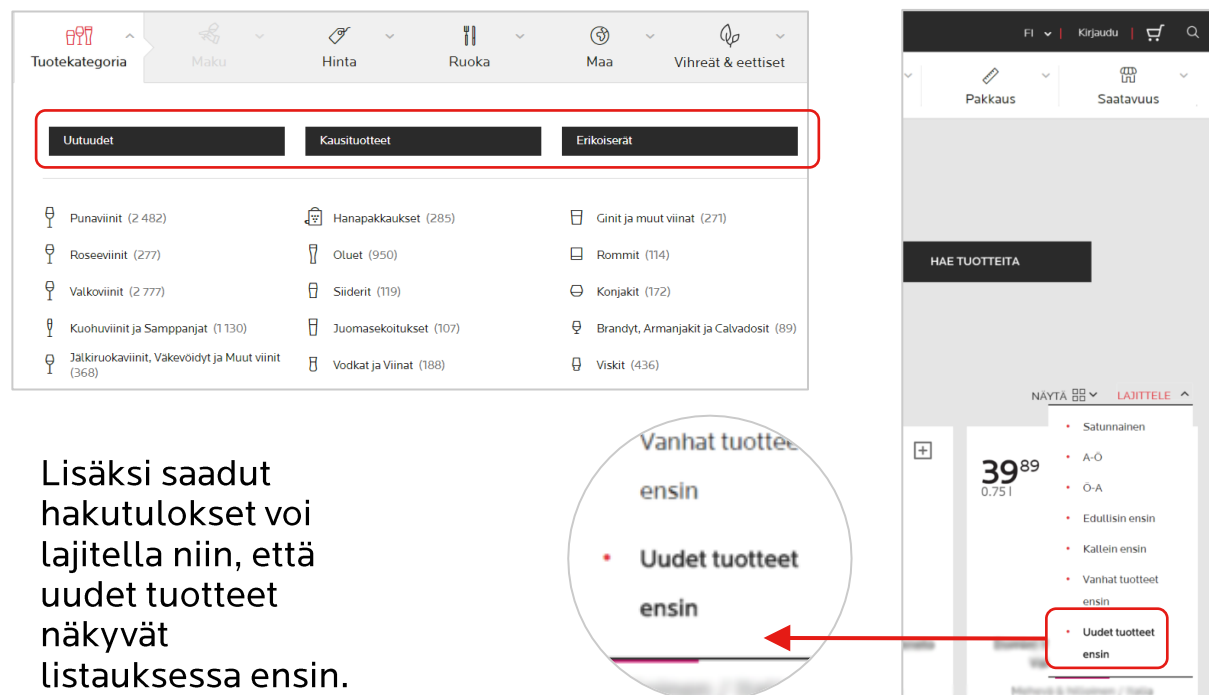 Tuotekategoria
Maku
Hinta
Ruoka
Maa
Vihreät & eettiset
Uutuudet
Kausituotteet
Erikoiserät
Punaviinit (2 482)
Hanapakkaukset (285)
Ginit ja muut viinat (271)
Roseeviinit (277)
Oluet (950)
Rommit (114)
Valkoviinit (2 777)
Siiderit (119)
Konjakit (172)
Kuohuviinit ja Samppanjat (1 130)
Juomasekoitukset (107)
Brandyt, Armanjakit ja Calvadosit (89)
Jälkiruokaviinit, Väkevöidyt ja Muut viinit
(368)
Vodkat ja Viinat (188)
Viskit (436)
FI
Kirjaudu
Pakkaus
Saatavuus
HAE TUOTTEITA
NÄYTÄ
LAJITTELE
39 89
0.75 l
Satunnainen
A-Ö
Ö-A
Edullisin ensin
Kallein ensin
Vanhat tuotteet
ensin
Uudet tuotteet
ensin
Lisäksi saadut
hakutulokset voi
lajitella niin, että
uudet tuotteet
näkyvät
listauksessa ensin.
Vanhat tuottee
ensin
Uudet tuotteet
ensin